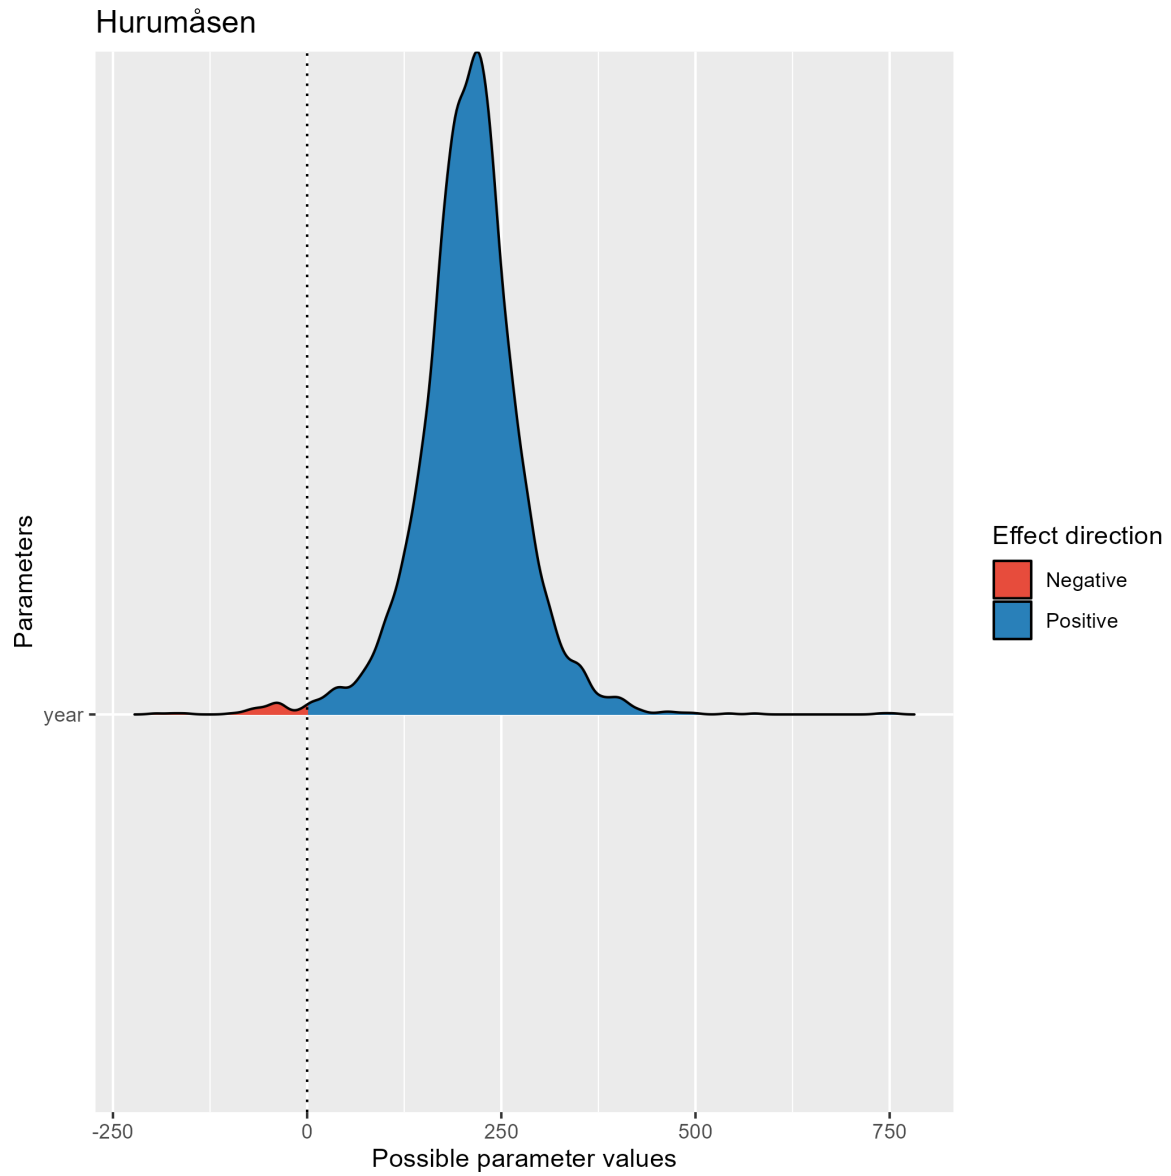 Hurumåsen
Parameters
year
-250
0
250
500
750
Possible parameter values
Effect direction
Negative
Positive